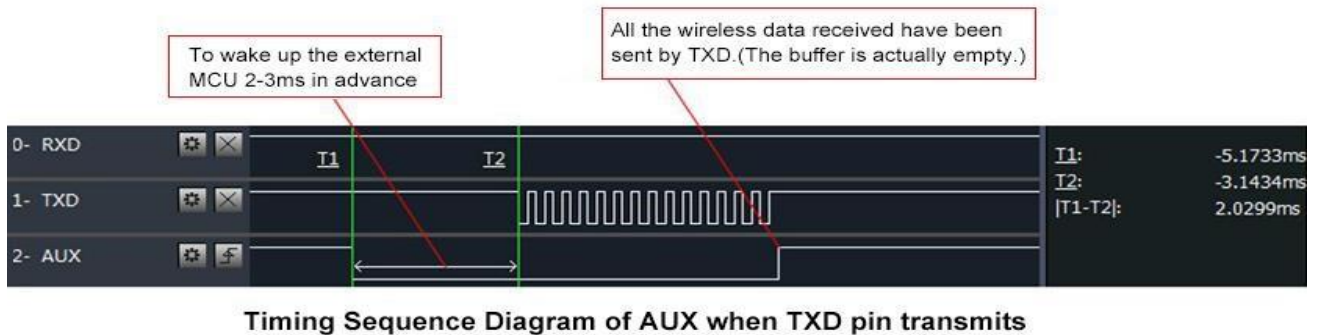 To wake up the external
MCU 2-3ms in advance
All the wireless data received have been
sent by TXD.(The buffer is actually empty.)
0- RXD
T1
T2
1- TXD
2- AUX
T1: -5.1733ms
T2: -3.1434ms
|T1-T2|: 2.0299ms
Timing Sequence Diagram of AUX when TXD pin transmits